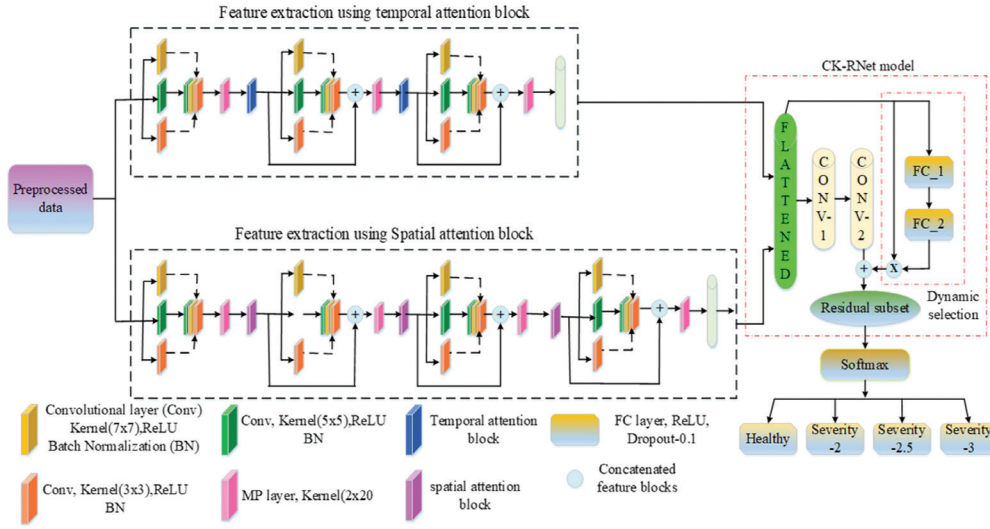 Feature extraction using temporal attention block
CK-RNet model
Preprocessed
data
FLATTENED
CONV-1
CONV-2
FC_1
FC_2
+
+
+
x
Feature extraction using Spatial attention block
+
+
+
Residual subset
Dynamic
selection
Softmax
Healthy
Severity
-2
Severity
-2.5
Severity
-3
Convolutional layer (Conv)
Kernel(7x7),ReLU
Batch Normalization (BN)
Conv, Kernel(5x5),ReLU
BN
Temporal attention
block
FC layer, ReLU,
Dropout-0.1
Conv, Kernel(3x3),ReLU
BN
MP layer, Kernel(2x20
spatial attention
block
+
Concatenated
feature blocks